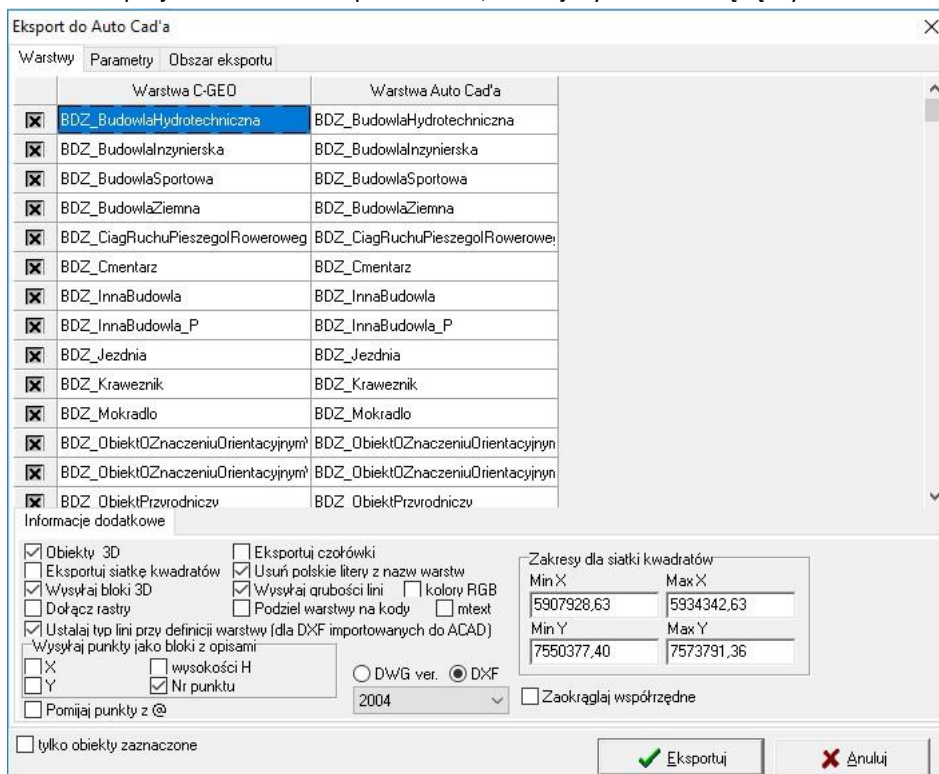 Eksport do Auto Cad'a
Warstwy Parametry Obszar eksportu
Warstwa C-GEO Warstwa Auto Cad'a
BDZ_BudowlaHydrotechniczna BDZ_BudowlaHydrotechniczna
BDZ_BudowlaInzynierska BDZ_BudowlaInzynierska
BDZ_BudowlaSportowa BDZ_BudowlaSportowa
BDZ_BudowlaZiemna BDZ_BudowlaZiemna
BDZ_CiagRuchuPieszegoIRoweroweg BDZ_CiagRuchuPieszegoIRowerowe
BDZ_Cmentarz BDZ_Cmentarz
BDZ_InnaBudowla BDZ_InnaBudowla
BDZ_InnaBudowla_P BDZ_InnaBudowla_P
BDZ_Jezdnia BDZ_Jezdnia
BDZ_Kraweznik BDZ_Kraweznik
BDZ_Mokradlo BDZ_Mokradlo
BDZ_ObiektOZnaczeniuOrientacyjnym BDZ_ObiektOZnaczeniuOrientacyjn
BDZ_ObiektOZnaczeniuOrientacyjnym BDZ_ObiektOZnaczeniuOrientacyjn
BDZ_ObiektPrzyrodniczy BDZ_ObiektPrzyrodniczy
Informacje dodatkowe
Obiekty 3D Eksportuj czołówki
Eksportuj siatkę kwadratów Usuń polskie litery z nazw warstw
Wysyłaj bloki 3D Wysyłaj grubości lini kolory RGB
Dołącz rastry Podziel warstwy na kody mtext
Ustalaj typ lini przy definicji warstwy (dla DXF importowanych do ACAD)
Wysyłaj punkty jako bloki z opisami
X wysokości H
Y Nr punktu
Pomijaj punkty z @
DWG ver. DXF
2004
Zakresy dla siatki kwadratów
Min X Max X
5907928,63 5934342,63
Min Y Max Y
7550377,40 7573791,36
Zaokrąglaj współrzędne
tylko obiekty zaznaczone
Eksportuj Anuluj